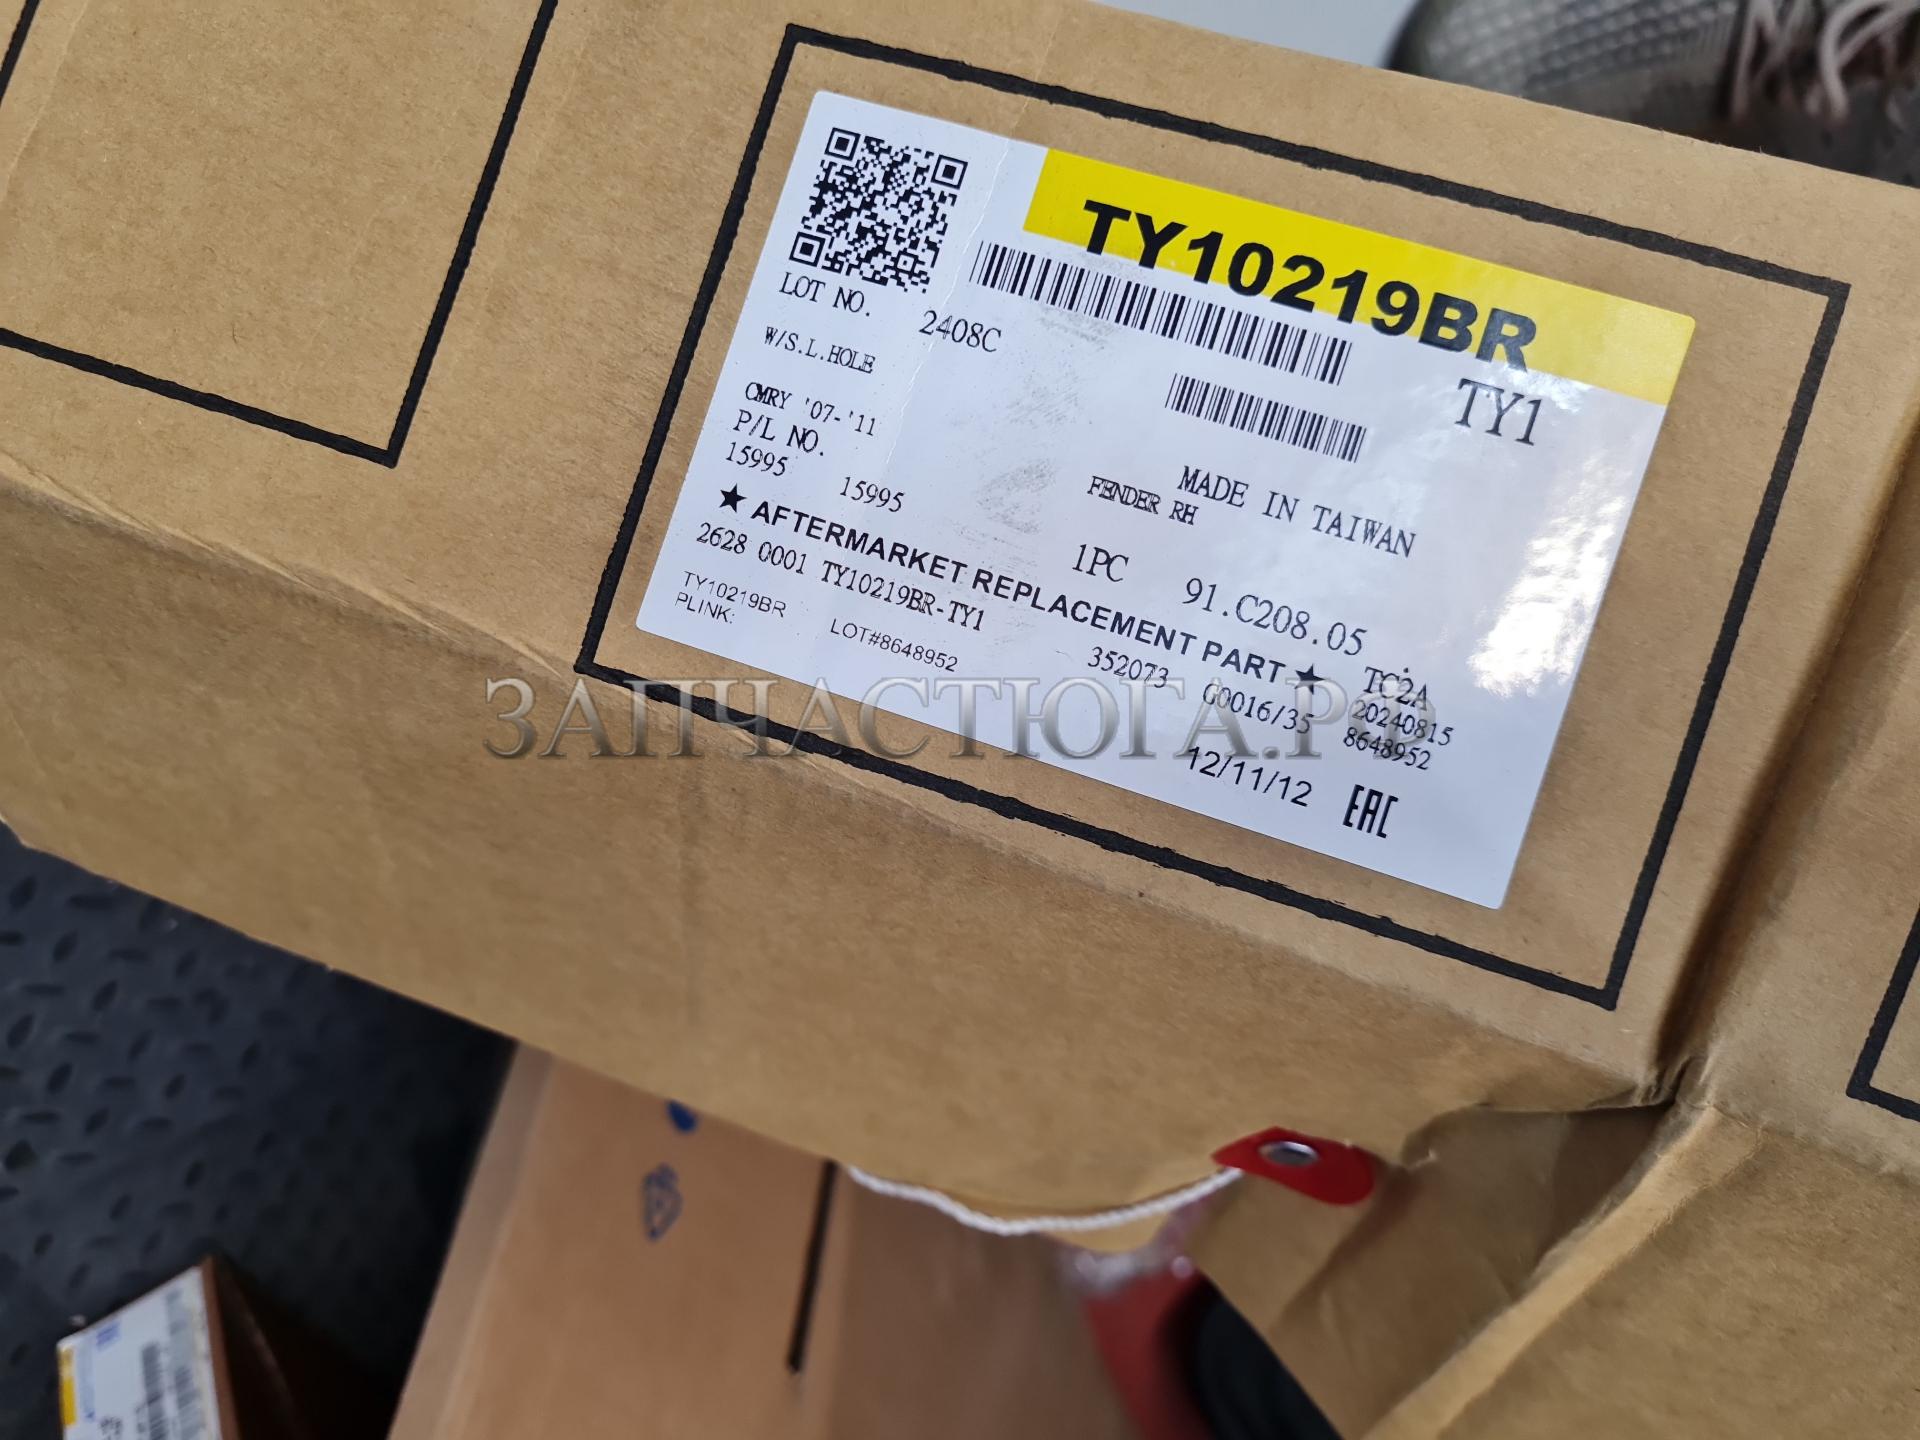 TY10219BR
TY1
LOT NO. 2408C
W/S.L.HOLE
CMRY '07-'11
P/L NO.
15995 15995
MADE IN TAIWAN
FENDER RH
1PC 91.C208.05
★ AFTERMARKET REPLACEMENT PART ★ TC2A
2628 0001 TY10219BR-TY1 352073 G0016/35 20240815
8648952
TY10219BR LOT#8648952
PLINK:
12/11/12 EAC
ЗАПЧАСТЮГА.РФ